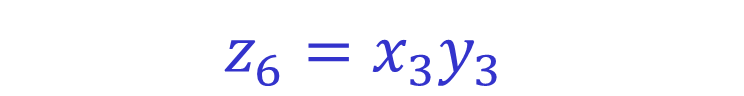 z₆ = x₃y₃